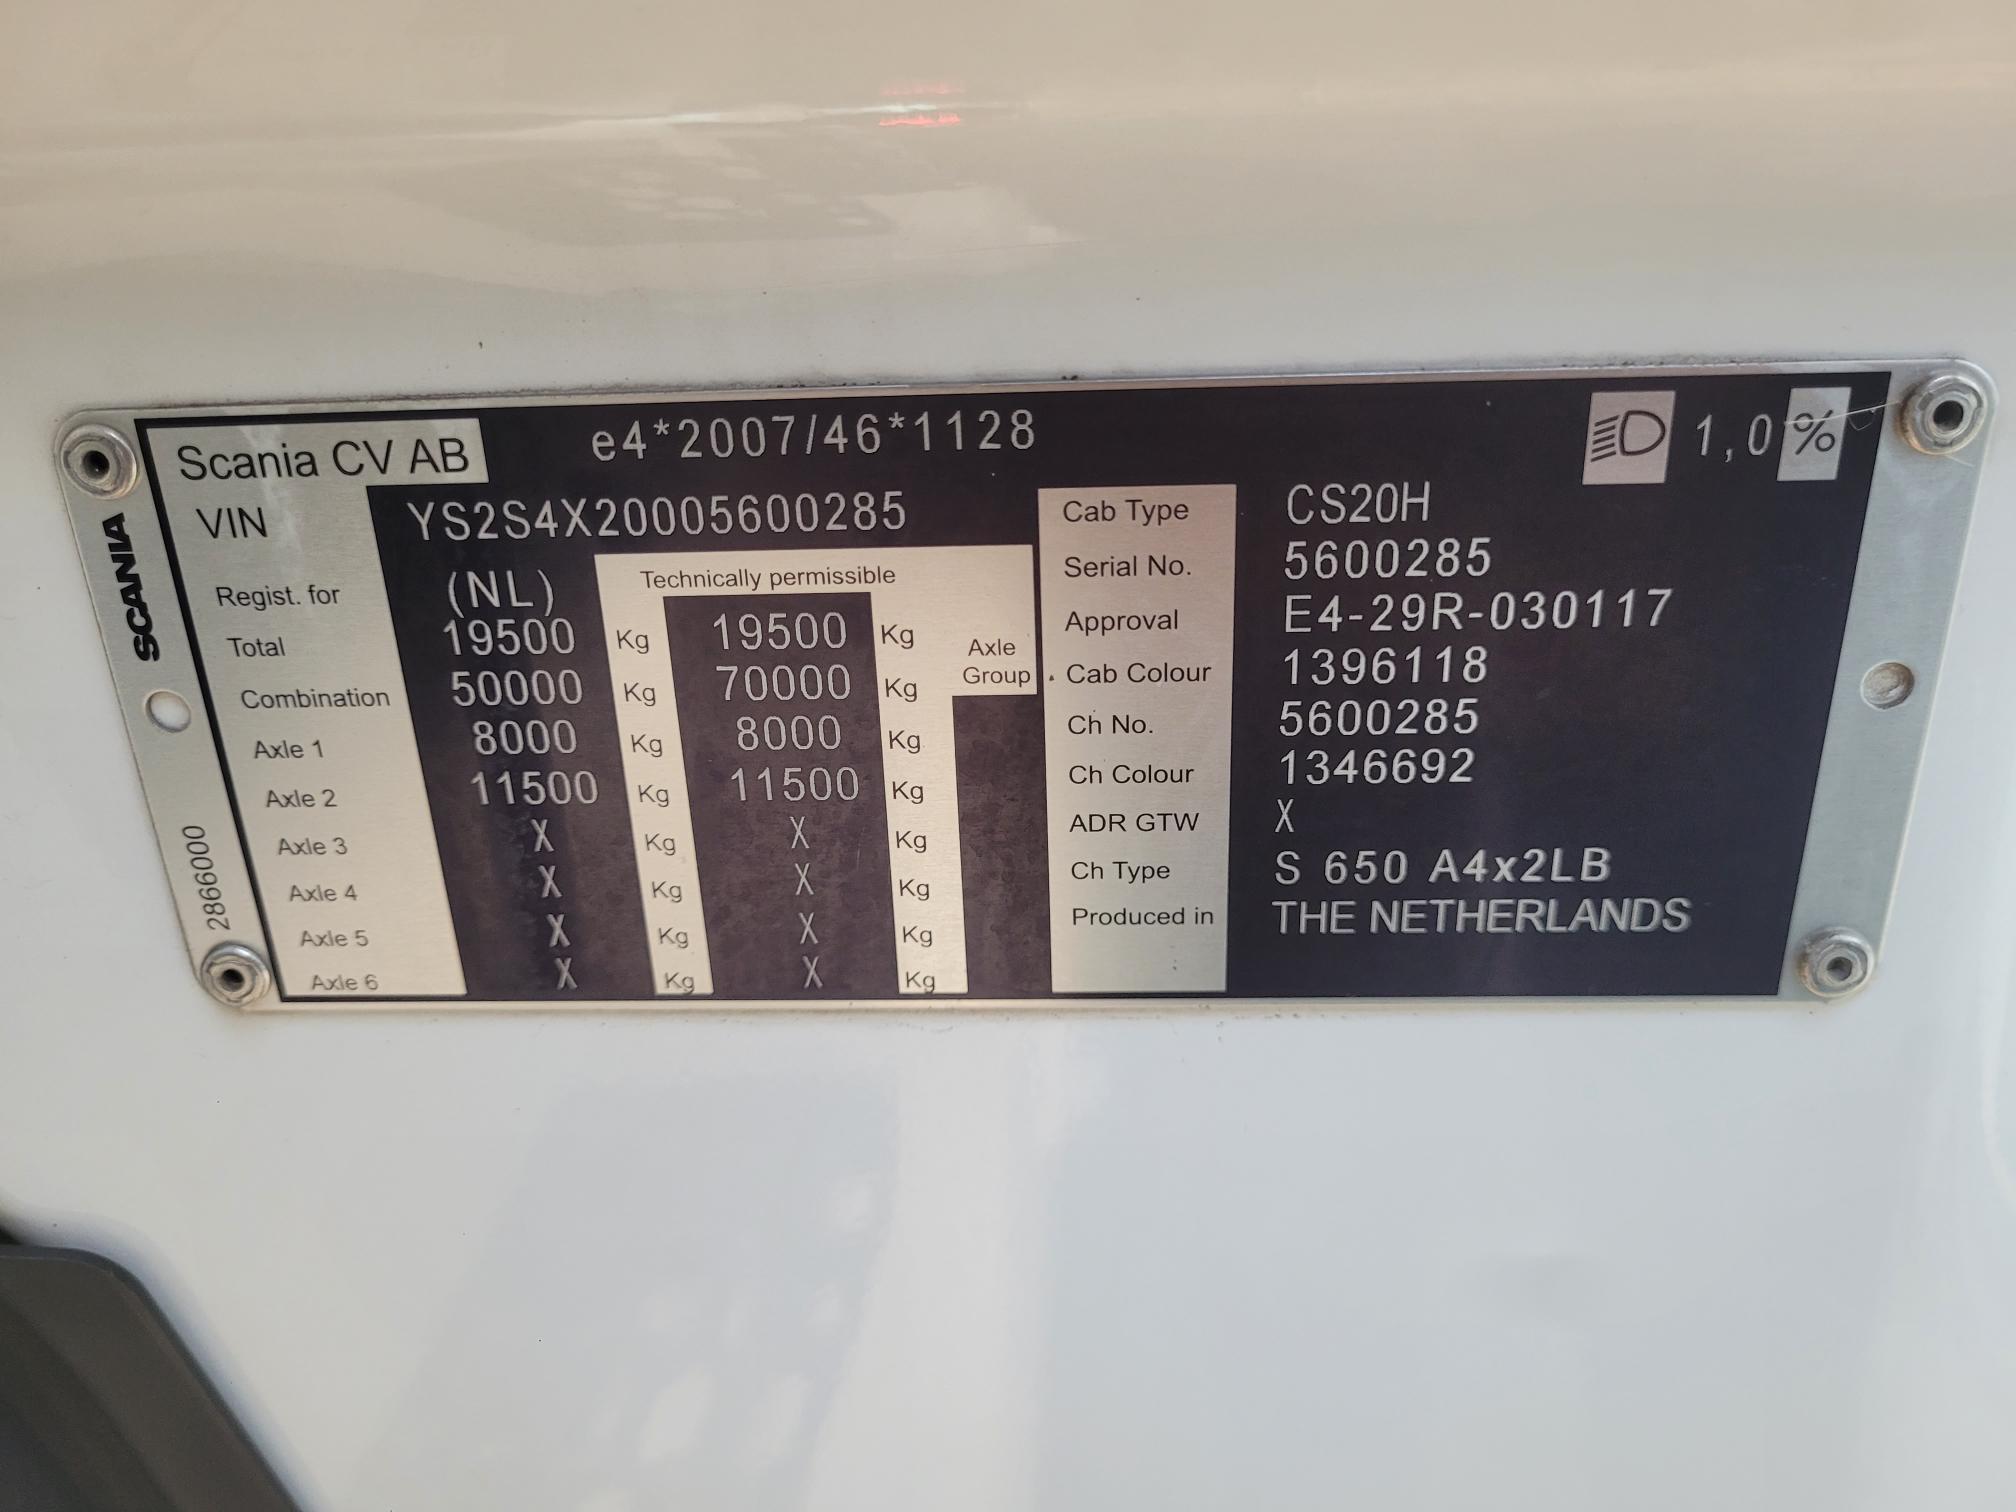 Scania CV AB e4*2007/46*1128 1,0 %
VIN YS2S4X20005600285
Regist. for (NL) Technically permissible
Total 19500 Kg 19500 Kg
Axle
Group
Combination 50000 Kg 70000 Kg
Axle 1 8000 Kg 8000 Kg
Axle 2 11500 Kg 11500 Kg
Axle 3 X Kg X Kg
Axle 4 X Kg X Kg
Axle 5 X Kg X Kg
Axle 6 X Kg X Kg
Cab Type CS20H
Serial No. 5600285
Approval E4-29R-030117
Cab Colour 1396118
Ch No. 5600285
Ch Colour 1346692
ADR GTW X
Ch Type S 650 A4x2LB
Produced in THE NETHERLANDS
SCANIA
2866000